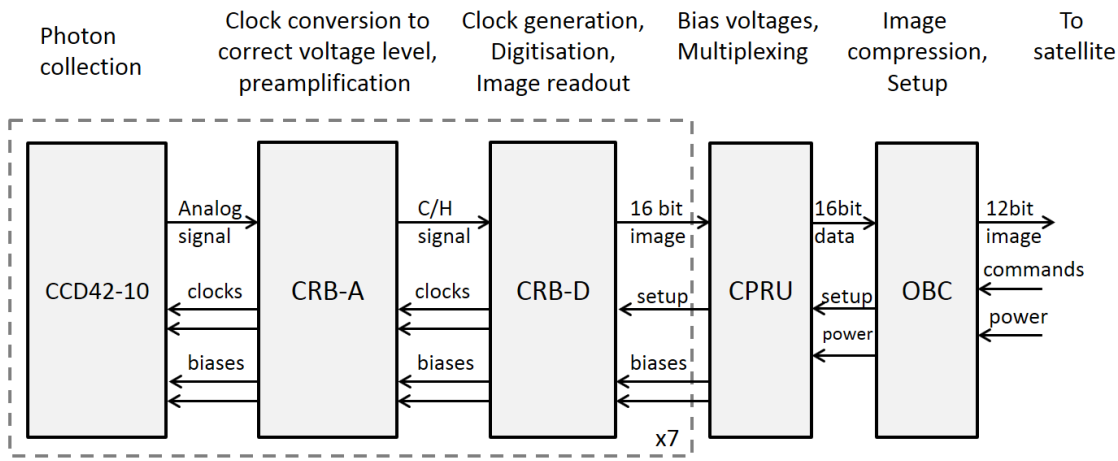 Photon
collection
Clock conversion to
correct voltage level,
preamplification
Clock generation,
Digitisation,
Image readout
Bias voltages,
Multiplexing
Image
compression,
Setup
To
satellite
CCD42-10
Analog
signal
clocks
biases
CRB-A
C/H
signal
clocks
biases
CRB-D
16 bit
image
setup
biases
x7
CPRU
16bit
data
setup
power
OBC
12bit
image
commands
power